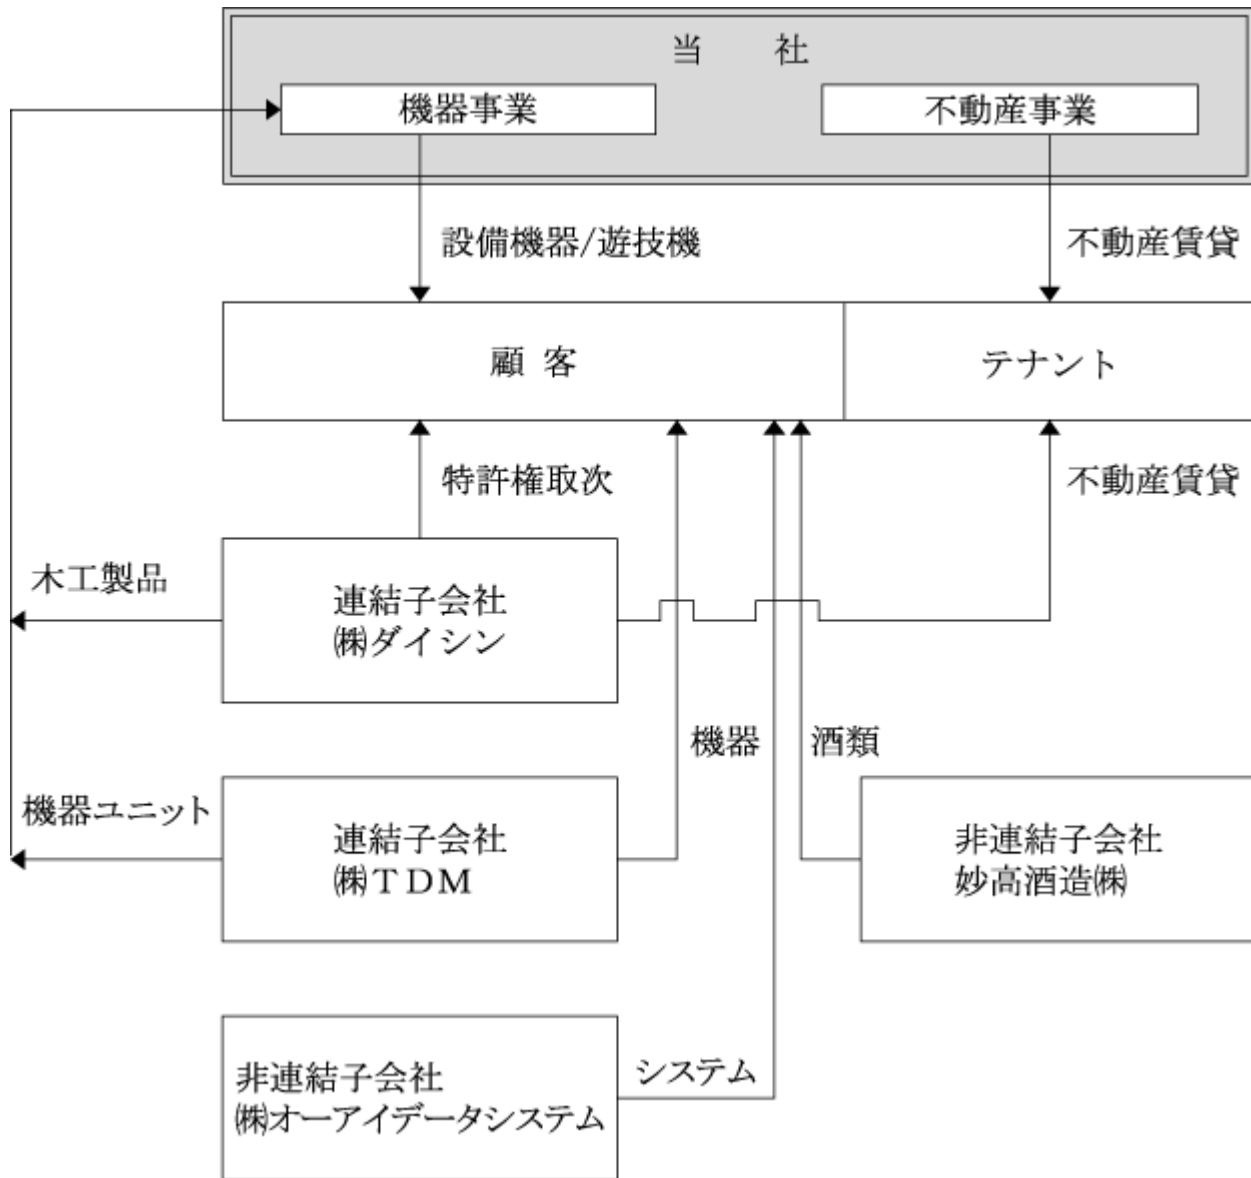 当 社
機器事業
不動産事業
設備機器/遊技機
不動産賃貸
顧 客
テナント
特許権取次
不動産賃貸
木工製品
連結子会社
㈱ダイシン
機器
酒類
機器ユニット
連結子会社
㈱ＴＤＭ
非連結子会社
妙高酒造㈱
システム
非連結子会社
㈱オーアイデータシステム